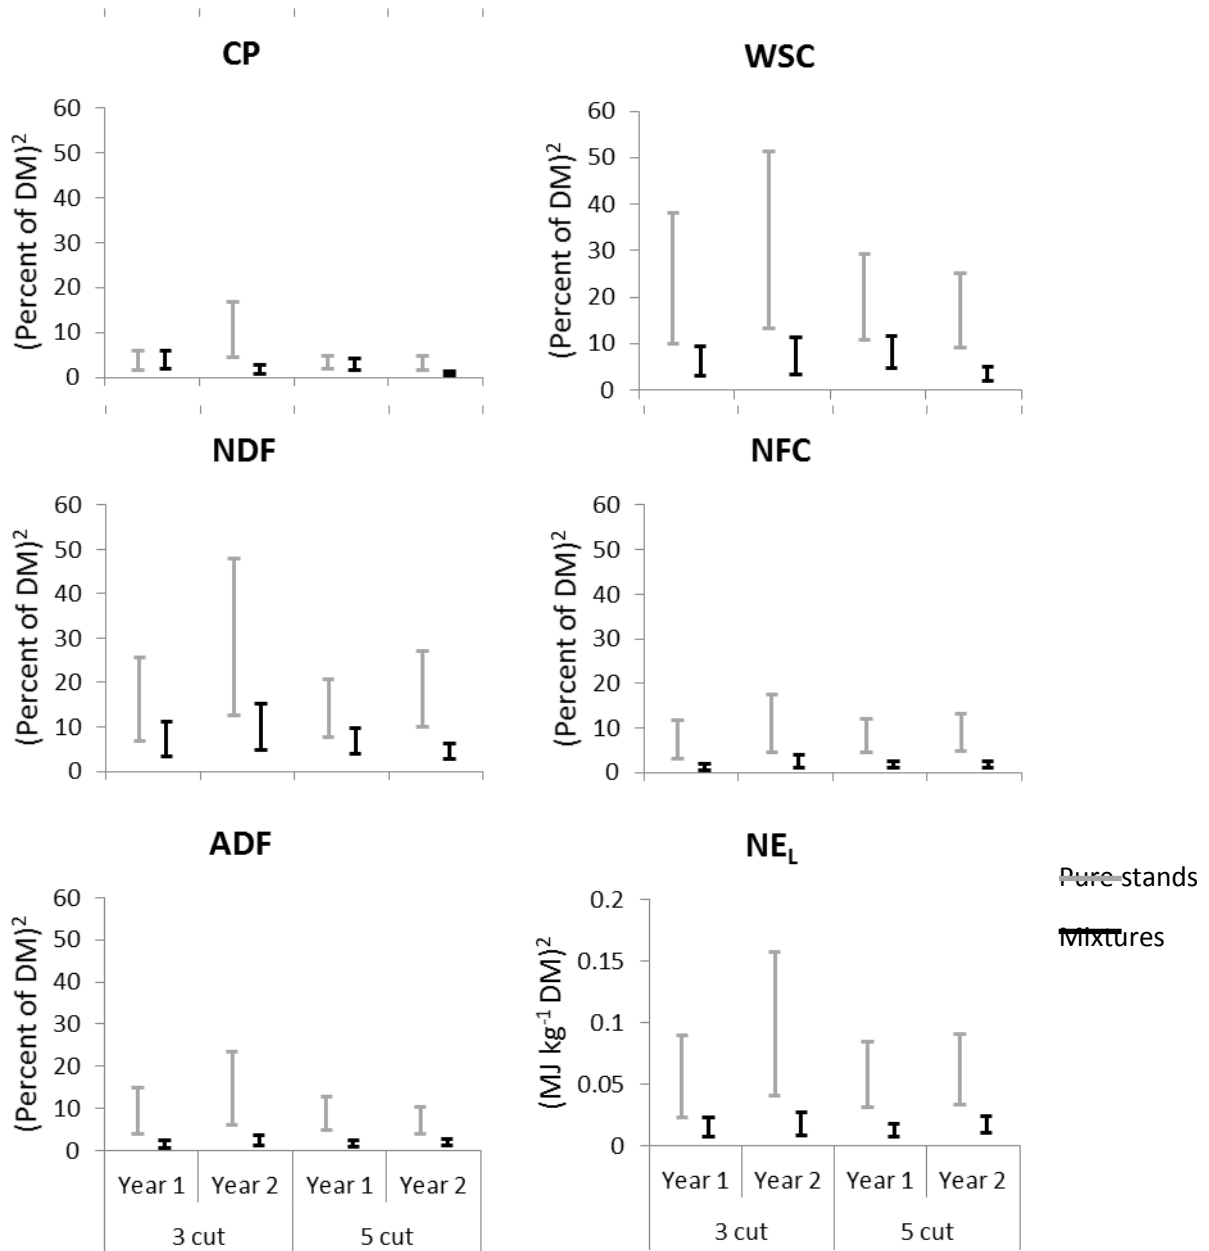 CP
(Percent of DM)²
60
50
40
30
20
10
0
WSC
(Percent of DM)²
60
50
40
30
20
10
0
NDF
(Percent of DM)²
60
50
40
30
20
10
0
NFC
(Percent of DM)²
60
50
40
30
20
10
0
ADF
(Percent of DM)²
60
50
40
30
20
10
0
Year 1 Year 2 Year 1 Year 2
3 cut 5 cut
NE_L
(MJ kg⁻¹ DM)²
0.2
0.15
0.1
0.05
0
Year 1 Year 2 Year 1 Year 2
3 cut 5 cut
Pure stands
Mixtures